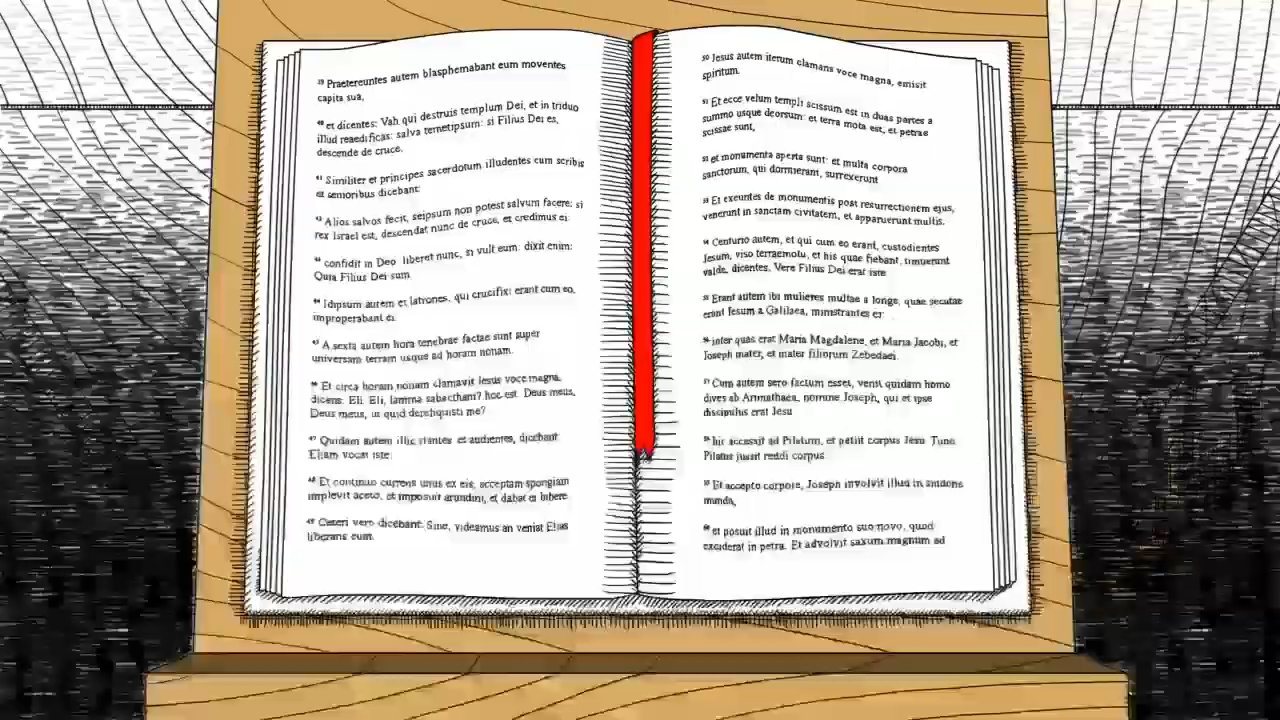 39 Praetereuntes autem blasphemabant eum moventes
capita sua,
40 et dicentes: Vah qui destruis templum Dei, et in triduo
illud reaedificas: salva temetipsum: si Filius Dei es,
descende de cruce.
41 Similiter et principes sacerdotum illudentes cum scribis
et senioribus dicebant:
42 Alios salvos fecit, seipsum non potest salvum facere: si
rex Israel est, descendat nunc de cruce, et credimus ei:
43 confidit in Deo: liberet nunc, si vult eum: dixit enim:
Quia Filius Dei sum.
44 Idipsum autem et latrones, qui crucifixi erant cum eo,
improperabant ei.
45 A sexta autem hora tenebrae factae sunt super
universam terram usque ad horam nonam.
46 Et circa horam nonam clamavit Iesus voce magna,
dicens: Eli, Eli, lamma sabacthani? hoc est: Deus meus,
Deus meus, ut quid dereliquisti me?
47 Quidam autem illic stantes, et audientes, dicebant:
Eliam vocat iste.
48 Et continuo currens unus ex eis, acceptam spongiam
implevit aceto, et imposuit arundini, et dabat ei bibere.
49 Ceteri vero dicebant: Sine, videamus an veniat Elias
liberans eum.
50 Jesus autem iterum clamans voce magna, emisit
spiritum.
51 Et ecce velum templi scissum est in duas partes a
summo usque deorsum: et terra mota est, et petrae
scissae sunt,
52 et monumenta aperta sunt: et multa corpora
sanctorum, qui dormierant, surrexerunt.
53 Et exeuntes de monumentis post resurrectionem ejus,
venerunt in sanctam civitatem, et apparuerunt multis.
54 Centurio autem, et qui cum eo erant, custodientes
Jesum, viso terraemotu, et his quae fiebant, timuerunt
valde, dicentes: Vere Filius Dei erat iste.
55 Erant autem ibi mulieres multae a longe, quae secutae
erant Jesum a Galilaea, ministrantes ei:
56 inter quas erat Maria Magdalene, et Maria Jacobi, et
Joseph mater, et mater filiorum Zebedaei.
57 Cum autem sero factum esset, venit quidam homo
dives ab Arimathaea, nomine Joseph, qui et ipse
discipulus erat Jesu
58 hic accessit ad Pilatum, et petiit corpus Jesu. Tunc
Pilatus jussit reddi corpus.
59 Et accepto corpore, Joseph involvit illud in sindone
munda,
60 et posuit illud in monumento suo novo, quod
exciderat in petra. Et advolvit saxum magnum ad